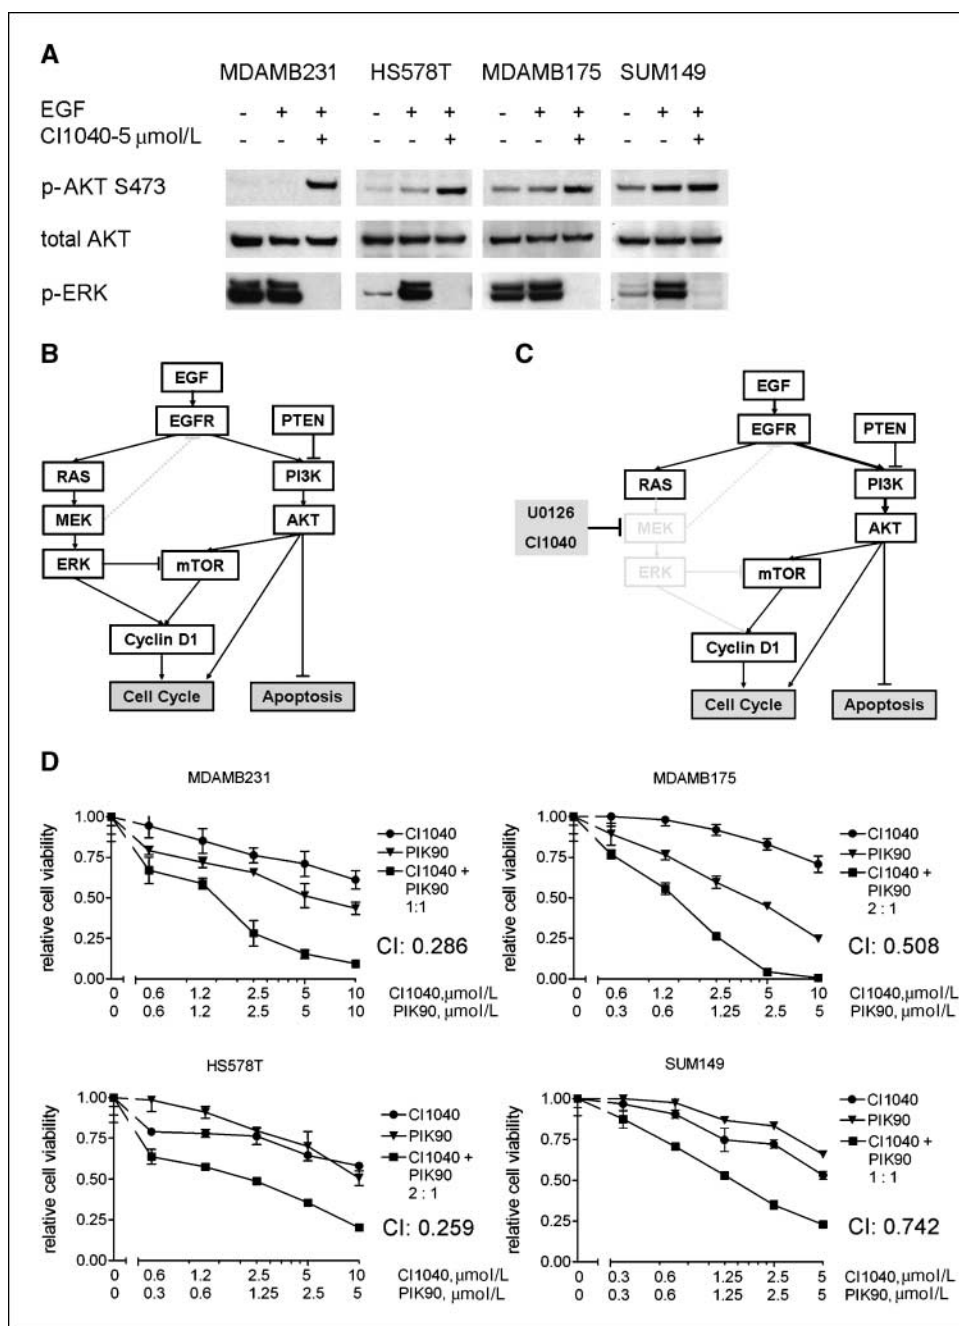 A
MDAMB231 HS578T MDAMB175 SUM149
EGF - + + - + + - + + - + +
CI1040-5 µmol/L - - + - - + - - + - - +
p-AKT S473
total AKT
p-ERK
B
EGF
EGFR PTEN
RAS PI3K
MEK AKT
ERK mTOR
Cyclin D1
Cell Cycle Apoptosis
C
EGF
EGFR PTEN
RAS PI3K
U0126
CI1040
MEK AKT
ERK mTOR
Cyclin D1
Cell Cycle Apoptosis
D
MDAMB231
relative cell viability
1.00
0.75
0.50
0.25
0.00
CI1040
PIK90
CI1040 +
PIK90
1:1
CI: 0.286
0 0.6 1.2 2.5 5 10 CI1040,µmol/L
0 0.6 1.2 2.5 5 10 PIK90, µmol/L
MDAMB175
relative cell viability
1.00
0.75
0.50
0.25
0.00
CI1040
PIK90
CI1040 +
PIK90
2 : 1
CI: 0.508
0 0.6 1.2 2.5 5 10 CI1040,µmol/L
0 0.3 0.6 1.25 2.5 5 PIK90, µmol/L
HS578T
relative cell viability
1.00
0.75
0.50
0.25
0.00
CI1040
PIK90
CI1040 +
PIK90
2 : 1
CI: 0.259
0 0.6 1.2 2.5 5 10 CI1040, µmol/L
0 0.3 0.6 1.25 2.5 5 PIK90, µmol/L
SUM149
relative cell viability
1.00
0.75
0.50
0.25
0.00
CI1040
PIK90
CI1040 +
PIK90
1 : 1
CI: 0.742
0 0.3 0.6 1.25 2.5 5 CI1040, µmol/L
0 0.3 0.6 1.25 2.5 5 PIK90, µmol/L